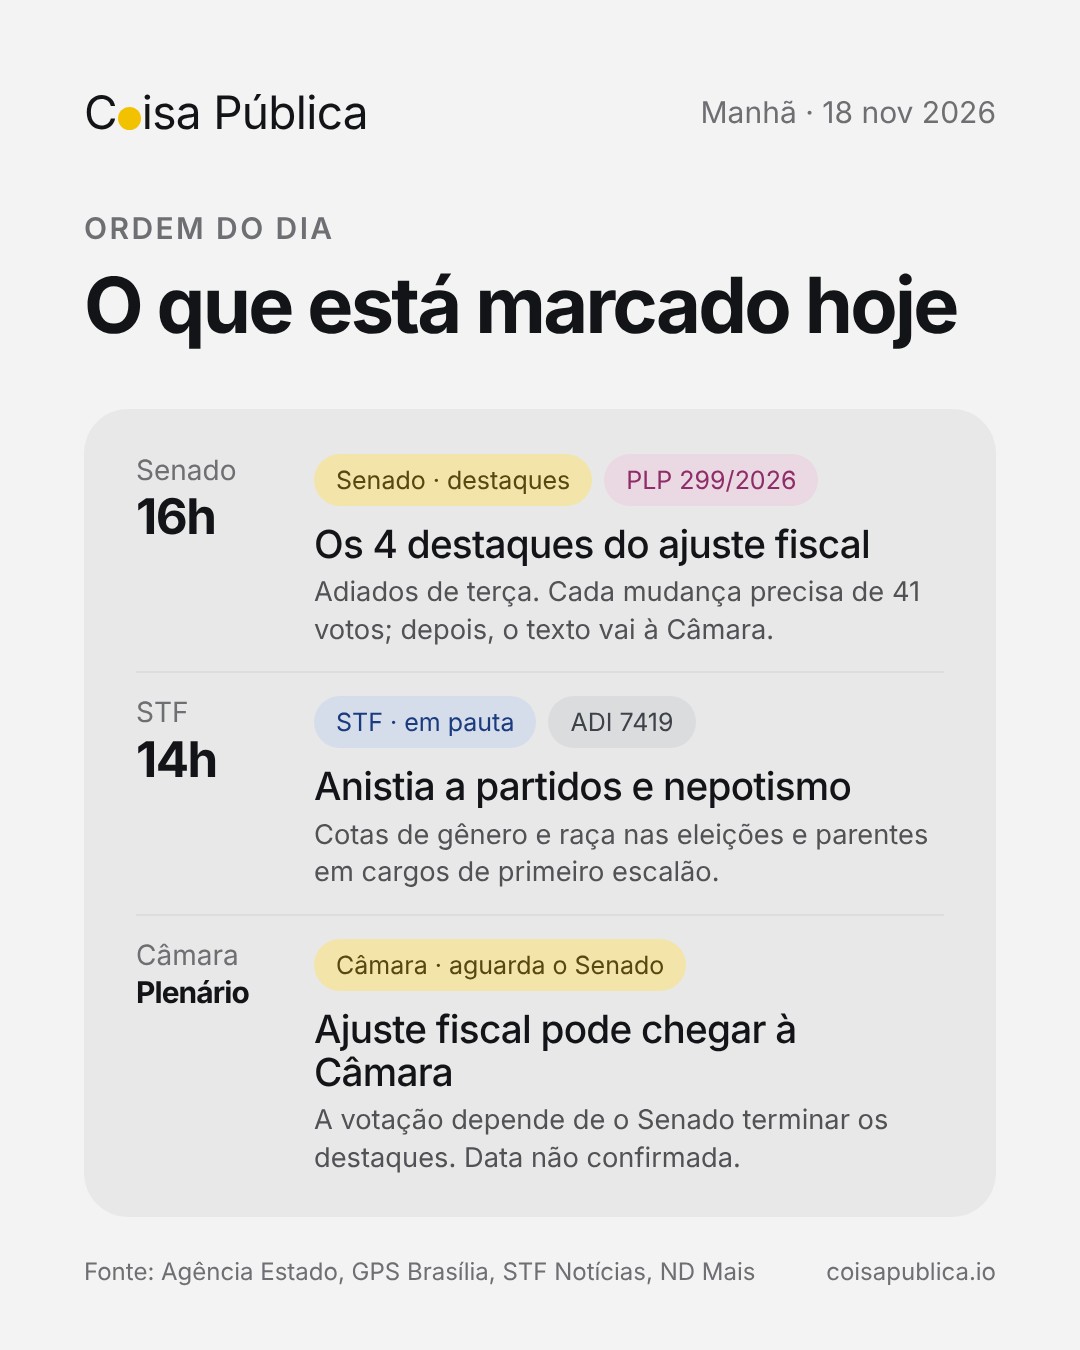 Coisa Pública
Manhã · 18 nov 2026
ORDEM DO DIA
O que está marcado hoje
Senado
16h
Senado · destaques
PLP 299/2026
Os 4 destaques do ajuste fiscal
Adiados de terça. Cada mudança precisa de 41
votos; depois, o texto vai à Câmara.
STF
14h
STF · em pauta
ADI 7419
Anistia a partidos e nepotismo
Cotas de gênero e raça nas eleições e parentes
em cargos de primeiro escalão.
Câmara
Plenário
Câmara · aguarda o Senado
Ajuste fiscal pode chegar à
Câmara
A votação depende de o Senado terminar os
destaques. Data não confirmada.
Fonte: Agência Estado, GPS Brasília, STF Notícias, ND Mais
coisapublica.io